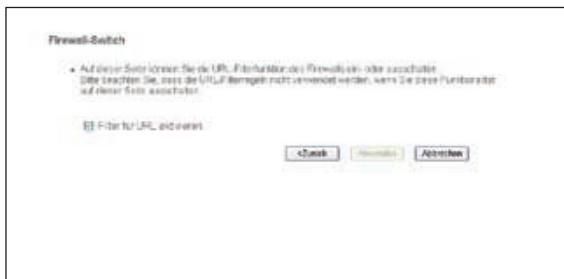 Firewall-Switch
Auf dieser Seite können Sie die URL-Filterfunktion des Firewalls ein- oder ausschalten.
Bitte beachten Sie, dass die URL-Filterregeln nicht verwendet werden, wenn Sie diese Funktion
auf dieser Seite ausschalten.
Filter für URL aktivieren
<Zurück Abbrechen